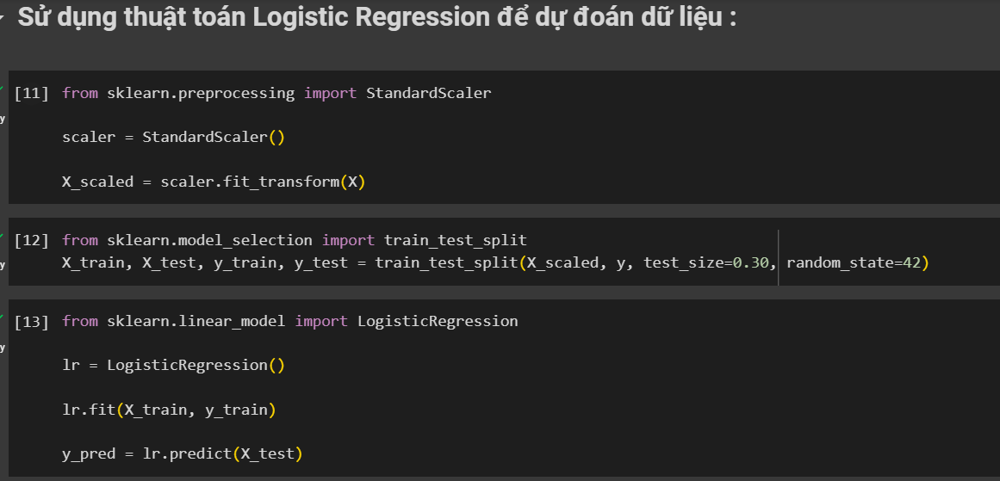 Sử dụng thuật toán Logistic Regression để dự đoán dữ liệu :
[11] from sklearn.preprocessing import StandardScaler
y
scaler = StandardScaler()
X_scaled = scaler.fit_transform(X)
[12] from sklearn.model_selection import train_test_split
y X_train, X_test, y_train, y_test = train_test_split(X_scaled, y, test_size=0.30, random_state=42)
[13] from sklearn.linear_model import LogisticRegression
y
lr = LogisticRegression()
lr.fit(X_train, y_train)
y_pred = lr.predict(X_test)